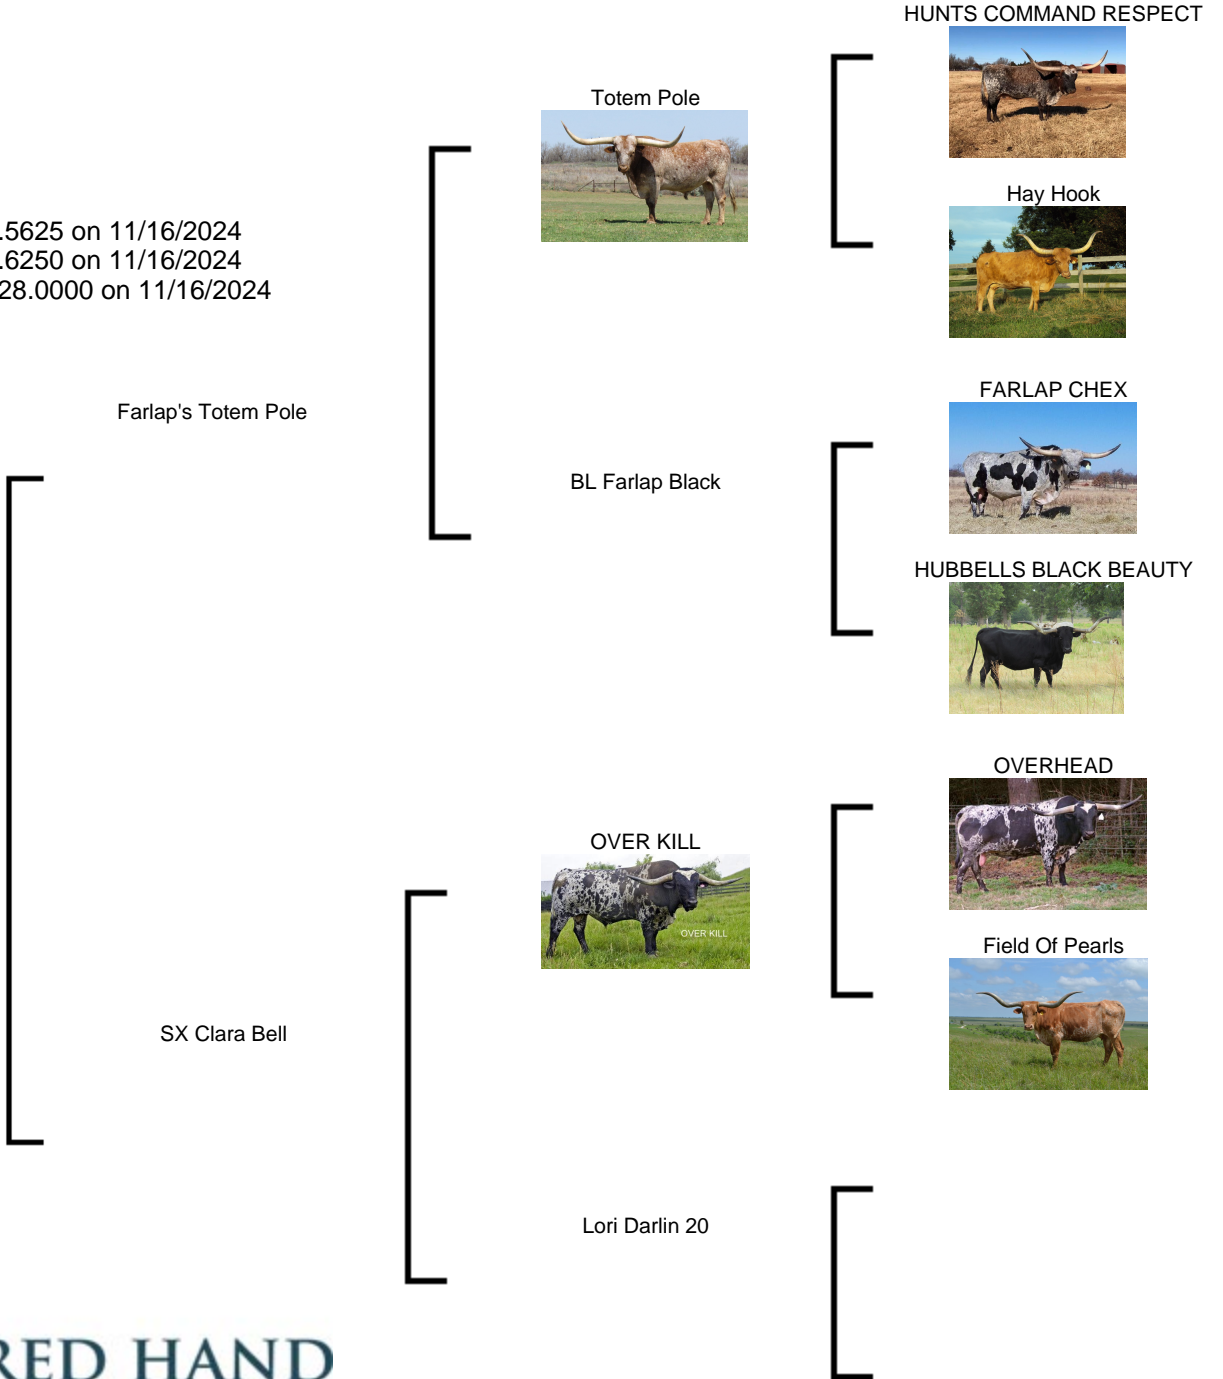 HUNTS COMMAND RESPECT
Totem Pole
Hay Hook
.5625 on 11/16/2024
.6250 on 11/16/2024
28.0000 on 11/16/2024
FARLAP CHEX
Farlap's Totem Pole
BL Farlap Black
HUBBELLS BLACK BEAUTY
OVERHEAD
OVER KILL
OVER KILL
Field Of Pearls
SX Clara Bell
Lori Darlin 20
RED HAND